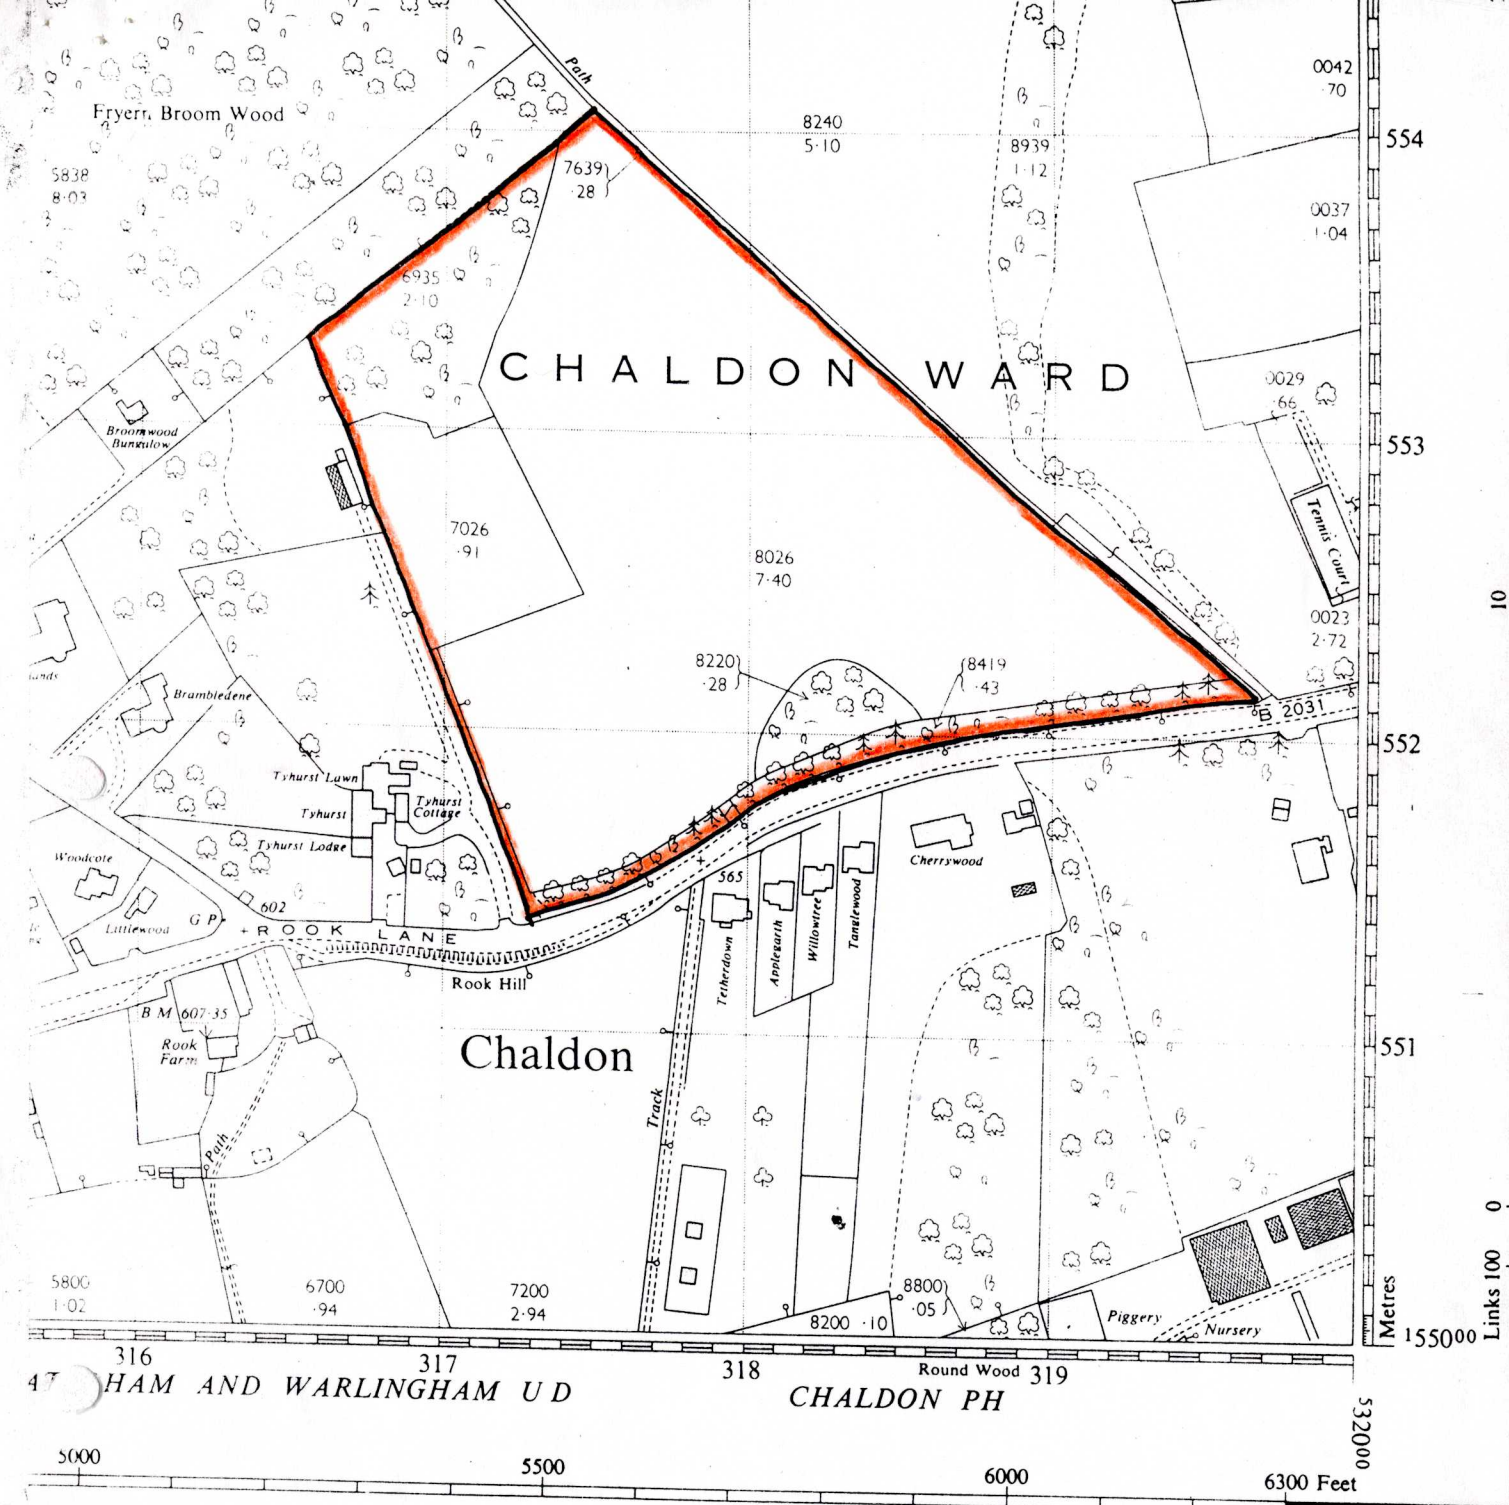 Path
0042
·70
Fryern Broom Wood
8240
5·10
554
8939
1·12
7639
·28
5838
8·03
0037
1·04
6935
2·10
CHALDON WARD
0029
·66
Broomwood
Bungalow
553
Tennis Court
7026
·91
8026
7·40
10
0023
2·72
8220
·28
8419
·43
Brambledene
B 2031
552
Tyhurst Lawn
Tyhurst
Cottage
Tyhurst
Tyhurst Lodge
Woodcote
Cherrywood
565
Tanglewood
Willowtree
Applegarth
Tetherdown
602
G P
Littlewood
+ROOK LANE
Rook Hill
B M 607·35
Rook
Farm
Chaldon
551
Track
Path
0
5800
1·02
6700
·94
7200
2·94
8800
·05
8200 ·10
Piggery
Nursery
Metres
Links 100
155000
316
317
318
Round Wood
319
HAM AND WARLINGHAM U D
CHALDON PH
532000
5000
5500
6000
6300 Feet